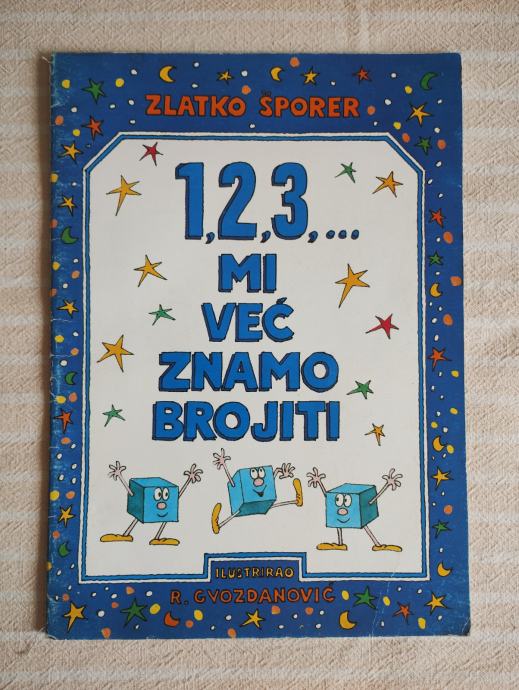 ZLATKO ŠPORER
1,2,3,...
MI
VEĆ
ZNAMO
BROJITI
ILUSTRIRAO
R. GVOZDANOVIĆ